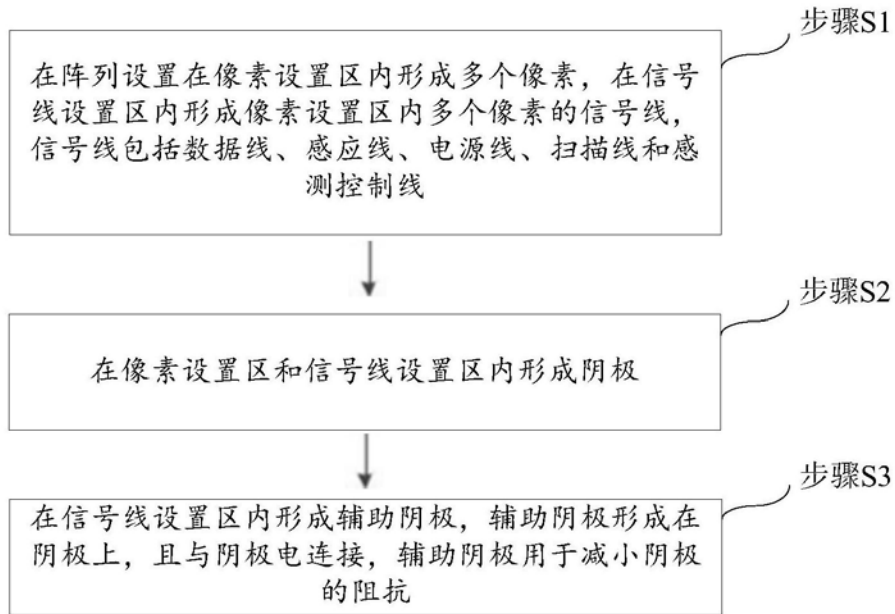 步骤S1
在阵列设置在像素设置区内形成多个像素，在信号
线设置区内形成像素设置区内多个像素的信号线，
信号线包括数据线、感应线、电源线、扫描线和感
测控制线
步骤S2
在像素设置区和信号线设置区内形成阴极
步骤S3
在信号线设置区内形成辅助阴极，辅助阴极形成在
阴极上，且与阴极电连接，辅助阴极用于减小阴极
的阻抗